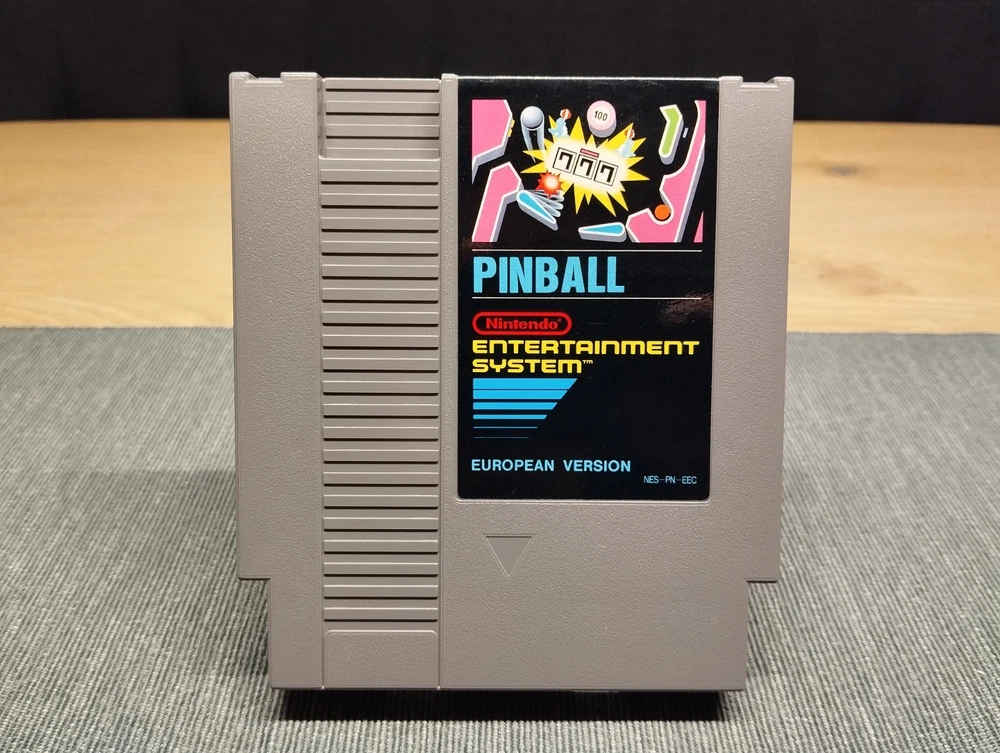 100
777
PINBALL
Nintendo®
ENTERTAINMENT
SYSTEM™
EUROPEAN VERSION
NES-PN-EEC